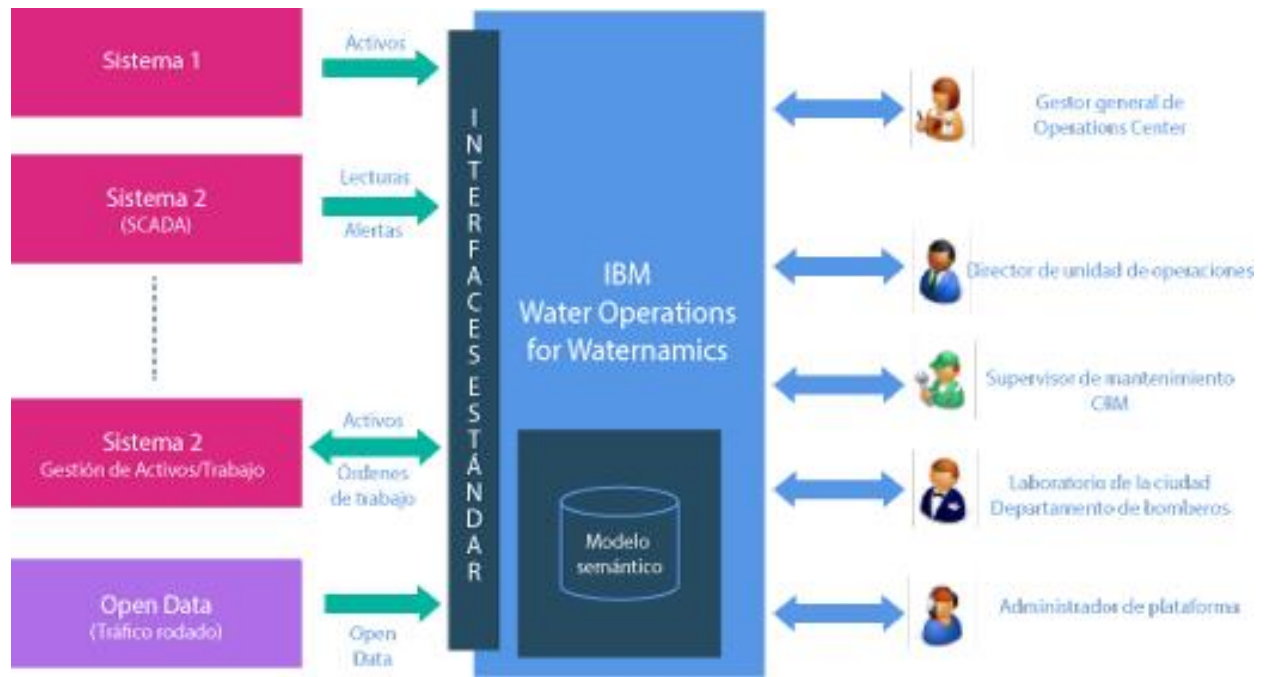 Sistema 1
Activos
Sistema 2
(SCADA)
Lecturas
Alertas
Sistema 2
Gestión de Activos/Trabajo
Activos
Órdenes
de trabajo
Open Data
(Tráfico rodado)
Open
Data
INTERFACES ESTÁNDAR
IBM
Water Operations
for Waternamics
Modelo
semántico
Gestor general de
Operations Center
Director de unidad de operaciones
Supervisor de mantenimiento
CRM
Laboratorio de la ciudad
Departamento de bomberos
Administrador de plataforma